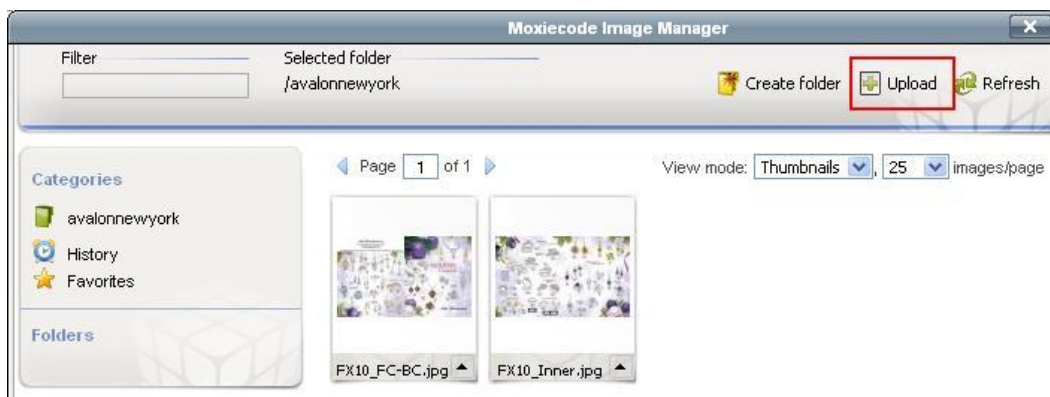 Moxiecode Image Manager
Filter
Selected folder
/avalonnewyork
Create folder
Upload
Refresh
Categories
avalonnewyork
History
Favorites
Folders
Page 1 of 1
View mode: Thumbnails , 25 images/page
FX10_FC-BC.jpg
FX10_Inner.jpg